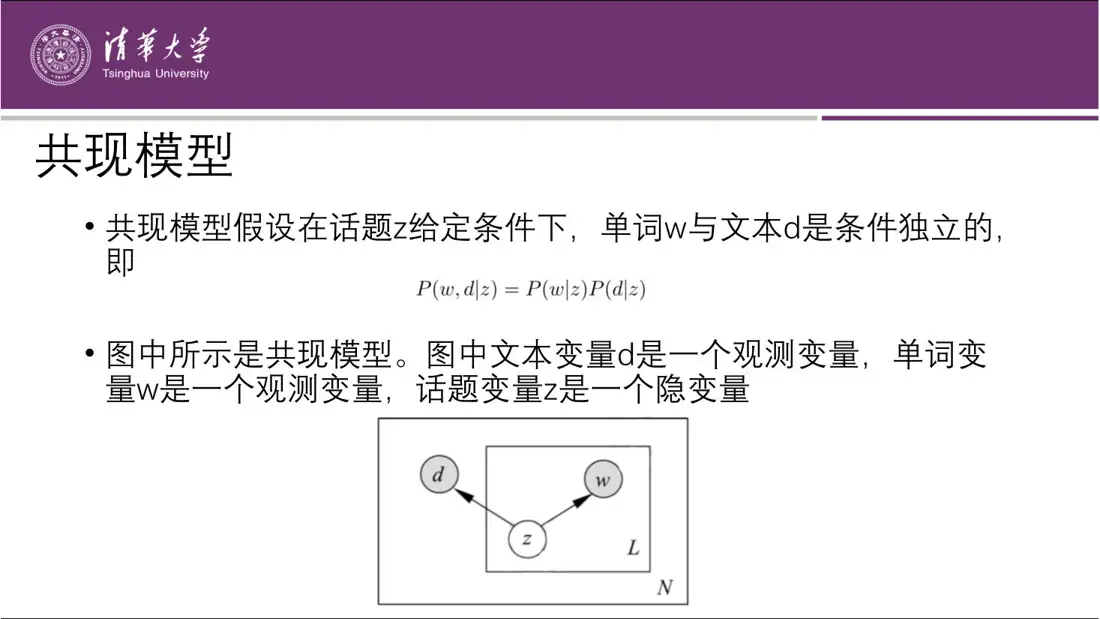 清华大学
Tsinghua University
共现模型
• 共现模型假设在话题z给定条件下，单词w与文本d是条件独立的，
即
P(w, d|z) = P(w|z)P(d|z)
• 图中所示是共现模型。图中文本变量d是一个观测变量，单词变
量w是一个观测变量，话题变量z是一个隐变量
d
w
z
L
N